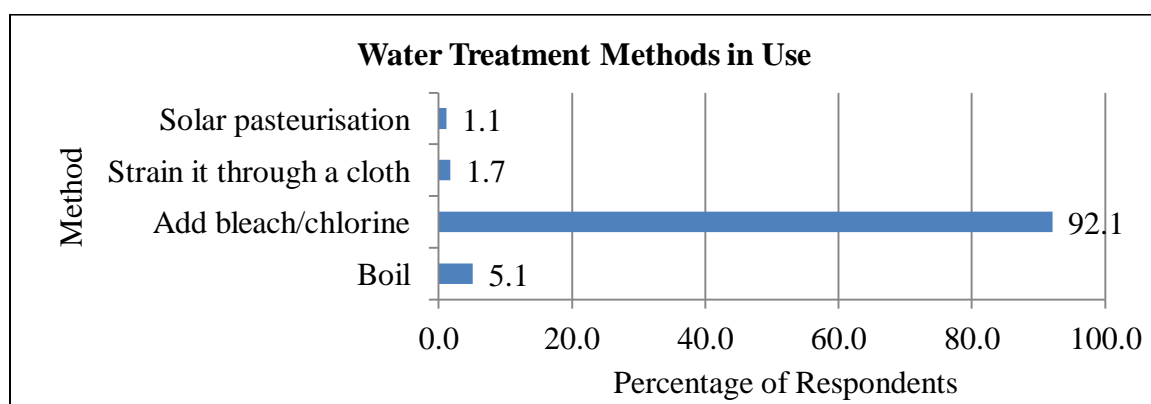 Water Treatment Methods in Use
Method
Solar pasteurisation
1.1
Strain it through a cloth
1.7
Add bleach/chlorine
92.1
Boil
5.1
0.0 20.0 40.0 60.0 80.0 100.0
Percentage of Respondents